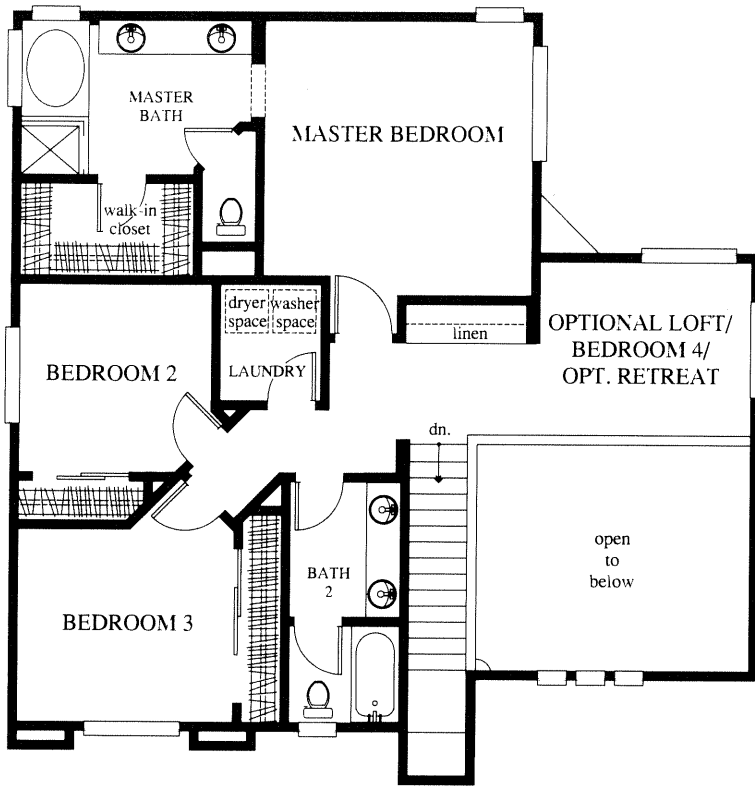 MASTER
BATH
MASTER BEDROOM
walk-in
closet
dryer washer
space space
linen
OPTIONAL LOFT/
BEDROOM 4/
OPT. RETREAT
BEDROOM 2
LAUNDRY
dn.
open
to
below
BATH
2
BEDROOM 3